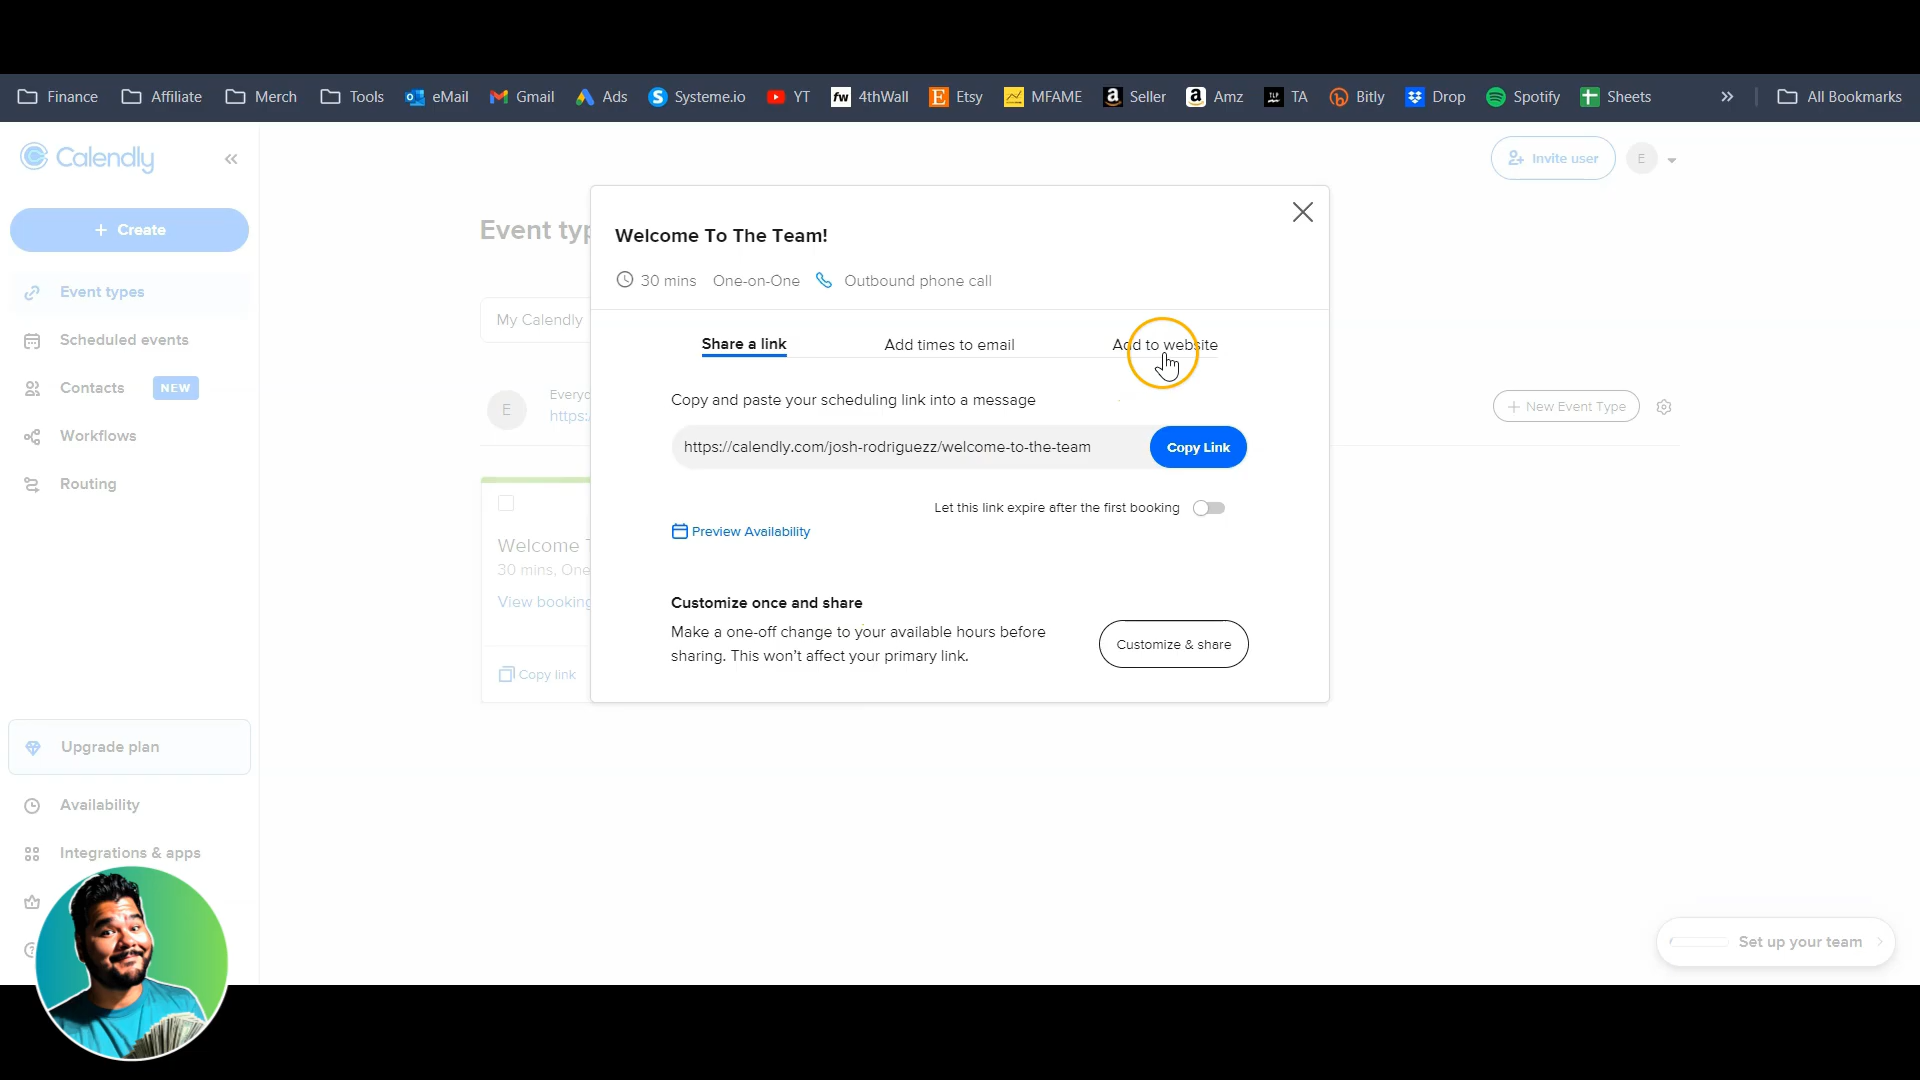 Finance Affiliate Merch Tools eMail Gmail Ads Systeme.io YT fw 4thWall Etsy MFAME Seller Amz TA Bitly Drop Spotify Sheets » All Bookmarks
Calendly «
Invite user E
+ Create
Event types
Scheduled events
Contacts NEW
Workflows
Routing
Upgrade plan
Availability
Integrations & apps
Event typ
My Calendly
E
Everyo
https:/
+ New Event Type
Welcome T
30 mins, One
View booking
Copy link
Welcome To The Team!
30 mins One-on-One Outbound phone call
Share a link Add times to email Add to website
Copy and paste your scheduling link into a message
https://calendly.com/josh-rodriguezz/welcome-to-the-team Copy Link
Let this link expire after the first booking
Preview Availability
Customize once and share
Make a one-off change to your available hours before
sharing. This won't affect your primary link.
Customize & share
Set up your team